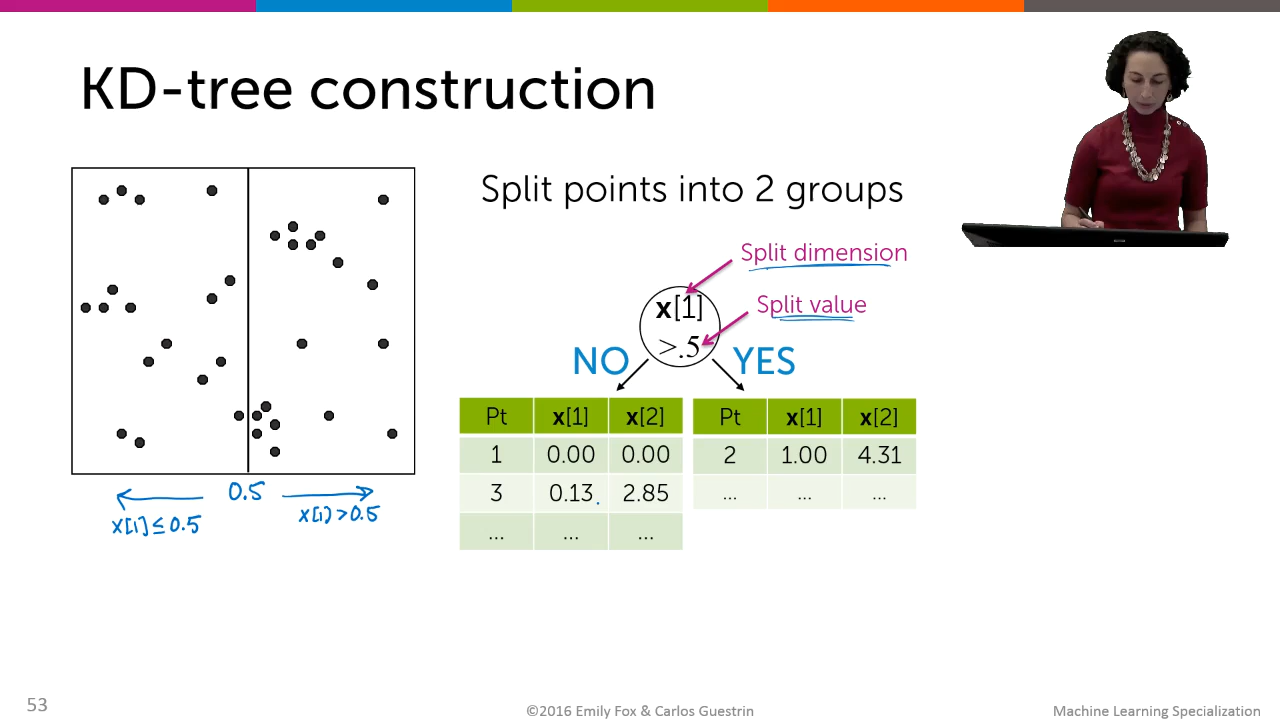 KD-tree construction
Split points into 2 groups
Split dimension
Split value
x[1]
>.5
NO
YES
Pt x[1] x[2]
1 0.00 0.00
3 0.13 2.85
... ... ...
Pt x[1] x[2]
2 1.00 4.31
... ... ...
0.5
x[1] ≤ 0.5
x[1] > 0.5
53
©2016 Emily Fox & Carlos Guestrin
Machine Learning Specialization